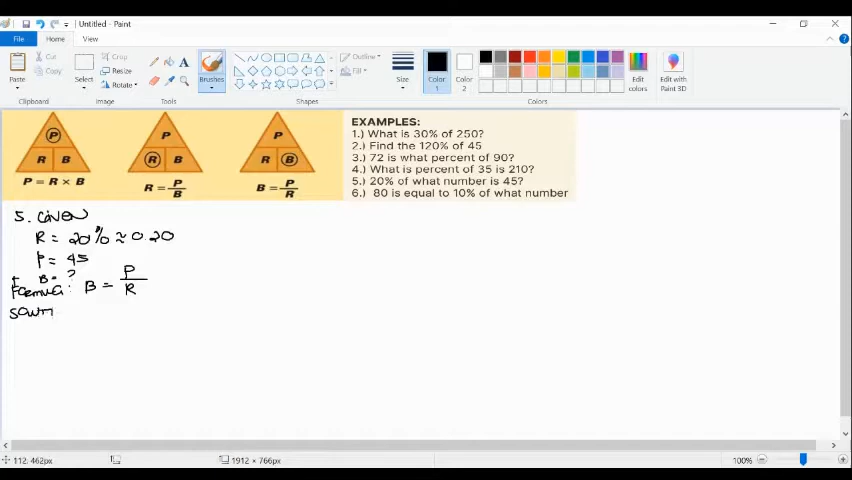 Untitled - Paint
File Home View
Paste
Cut
Copy
Clipboard
Select
Crop
Resize
Rotate
Image
Tools
Brushes
Outline
Fill
Shapes
Size
Color 1
Color 2
Edit colors
Colors
Edit with Paint 3D
P
R B
P = R × B
P
R B
R = P/B
P
R B
B = P/R
EXAMPLES:
1.) What is 30% of 250?
2.) Find the 120% of 45
3.) 72 is what percent of 90?
4.) What is percent of 35 is 210?
5.) 20% of what number is 45?
6.) 80 is equal to 10% of what number
5. Given
R = 20% ≈ 0.20
P = 45
B = ?
Formula: B = P/R
112, 462px
1912 × 766px
100%